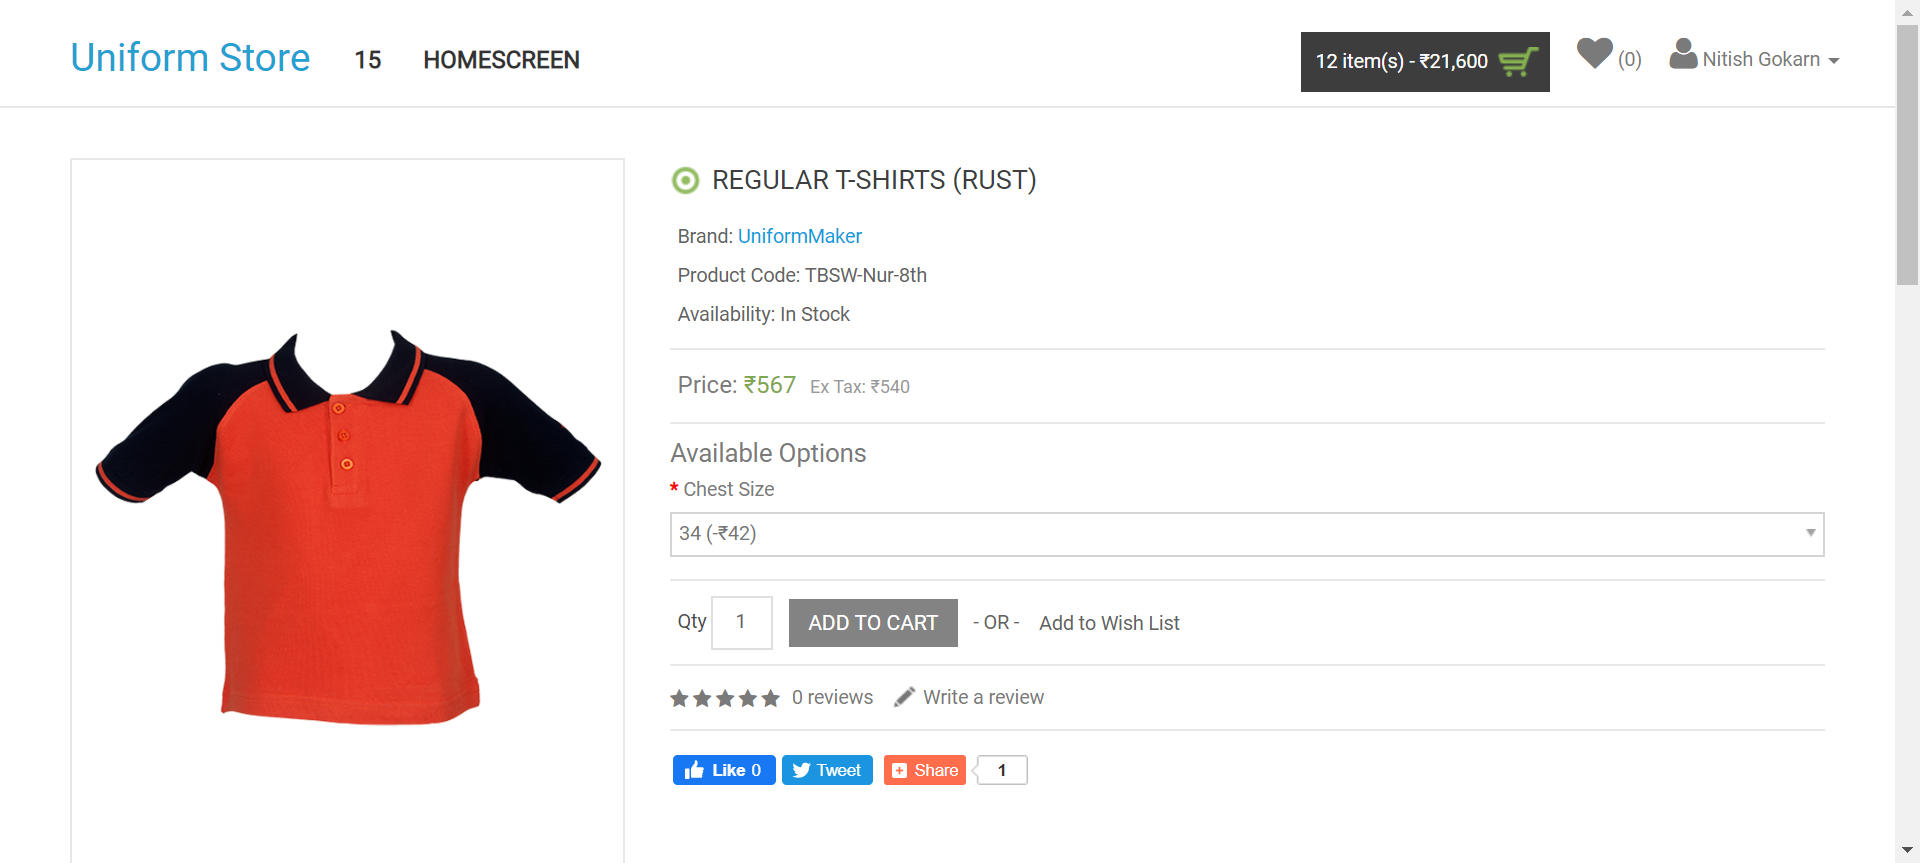 Uniform Store 15 HOMESCREEN 12 item(s) - ₹21,600 (0) Nitish Gokarn
REGULAR T-SHIRTS (RUST)
Brand: UniformMaker
Product Code: TBSW-Nur-8th
Availability: In Stock
Price: ₹567 Ex Tax: ₹540
Available Options
* Chest Size
34 (-₹42)
Qty 1 ADD TO CART - OR - Add to Wish List
0 reviews Write a review
Like 0 Tweet Share 1